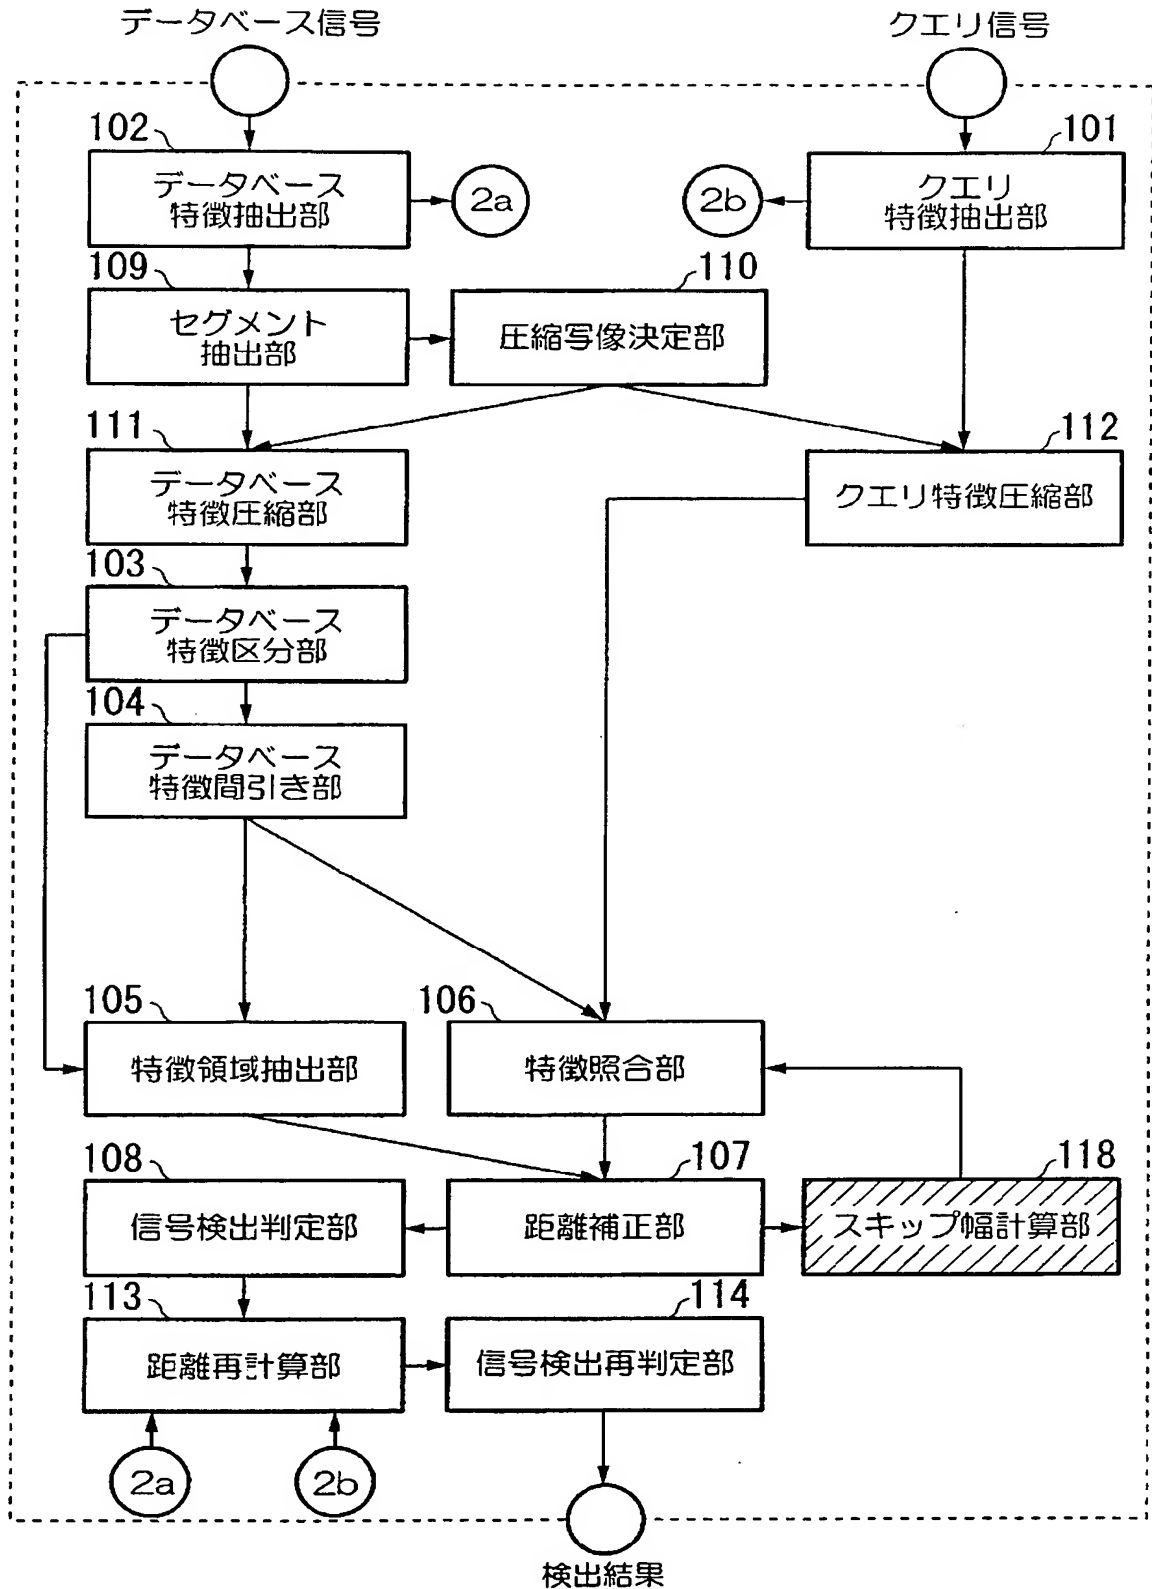 データベース信号
クエリ信号
102
101
データベース
特徴抽出部
2a
2b
クエリ
特徴抽出部
109
110
セグメント
抽出部
圧縮写像決定部
111
112
データベース
特徴圧縮部
クエリ特徴圧縮部
103
データベース
特徴区分部
104
データベース
特徴間引き部
105
106
特徴領域抽出部
特徴照合部
108
107
118
信号検出判定部
距離補正部
スキップ幅計算部
113
114
距離再計算部
信号検出再判定部
2a
2b
検出結果